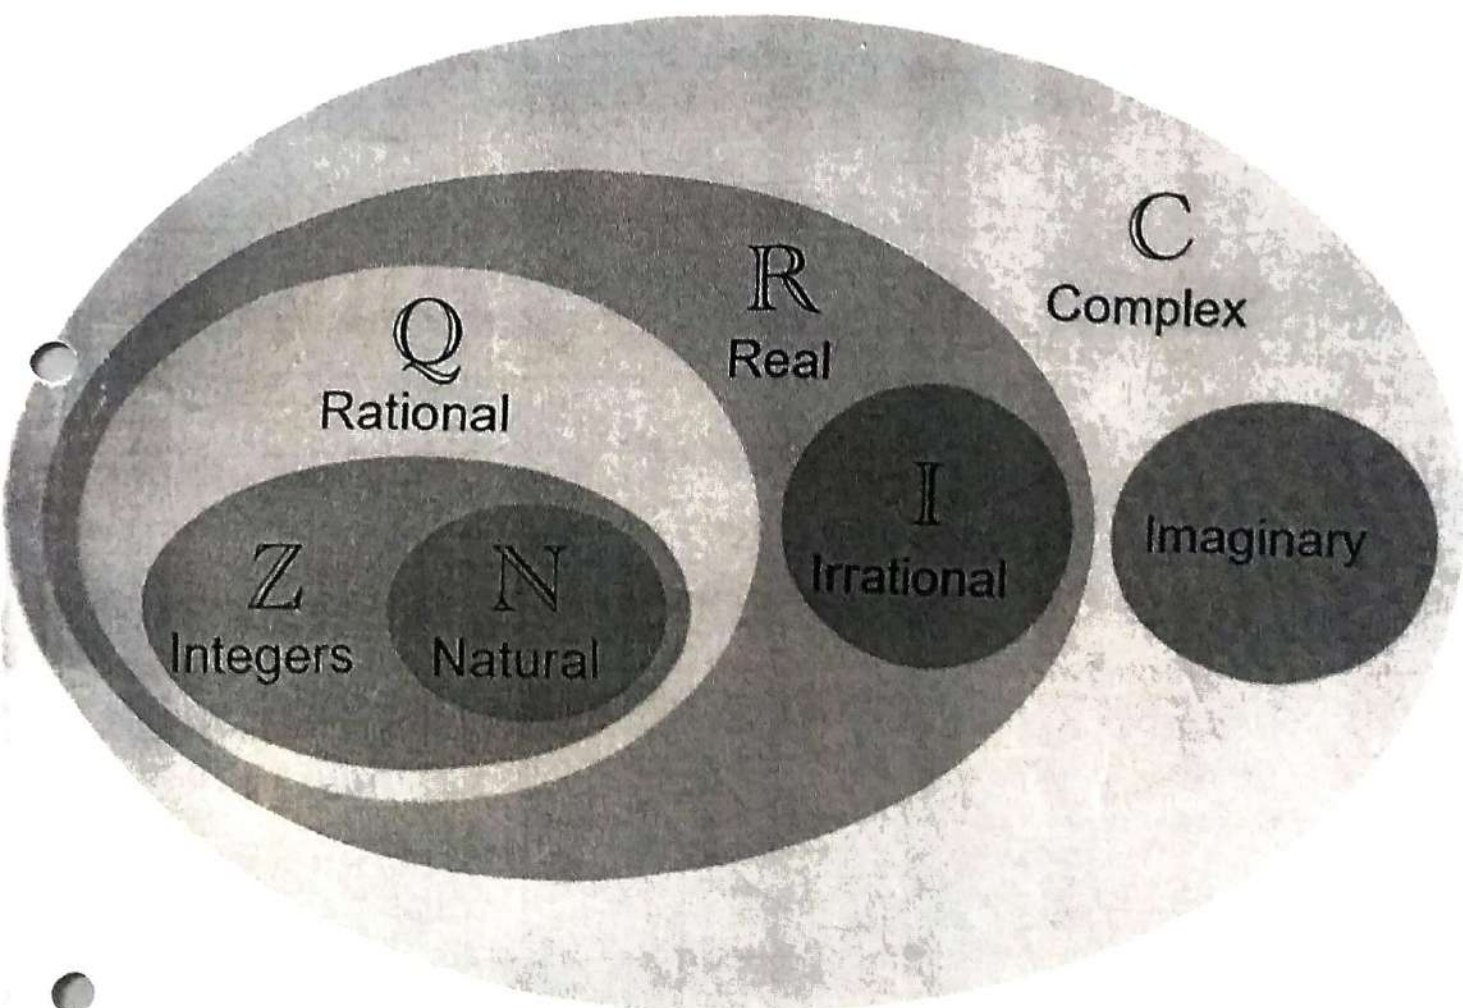 ℂ
Complex
ℝ
Real
ℚ
Rational
𝕀
Irrational
Imaginary
ℤ
Integers
ℕ
Natural